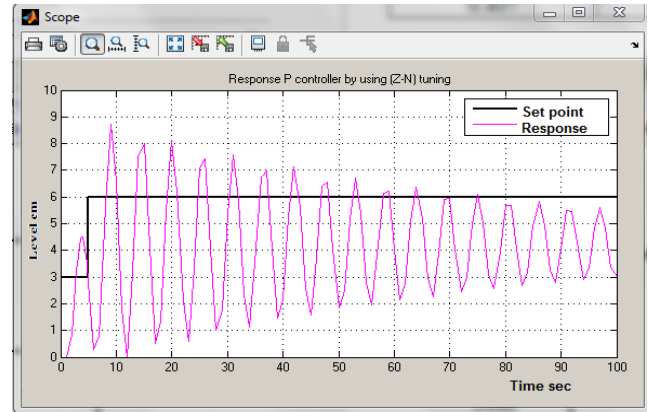 Scope
Response P controller by using (Z-N) tuning
Set point
Response
Level cm
10
9
8
7
6
5
4
3
2
1
0
0 10 20 30 40 50 60 70 80 90 100
Time sec